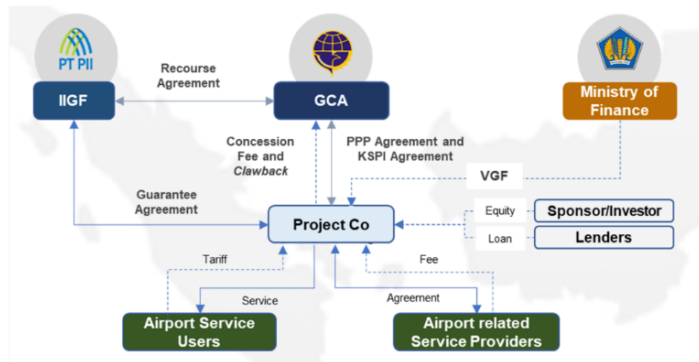 PT PII
IIGF
Recourse
Agreement
GCA
Ministry of
Finance
Concession
Fee and
Clawback
PPP Agreement and
KSPI Agreement
VGF
Guarantee
Agreement
Project Co
Equity
Sponsor/Investor
Loan
Lenders
Tariff
Fee
Service
Agreement
Airport Service
Users
Airport related
Service Providers